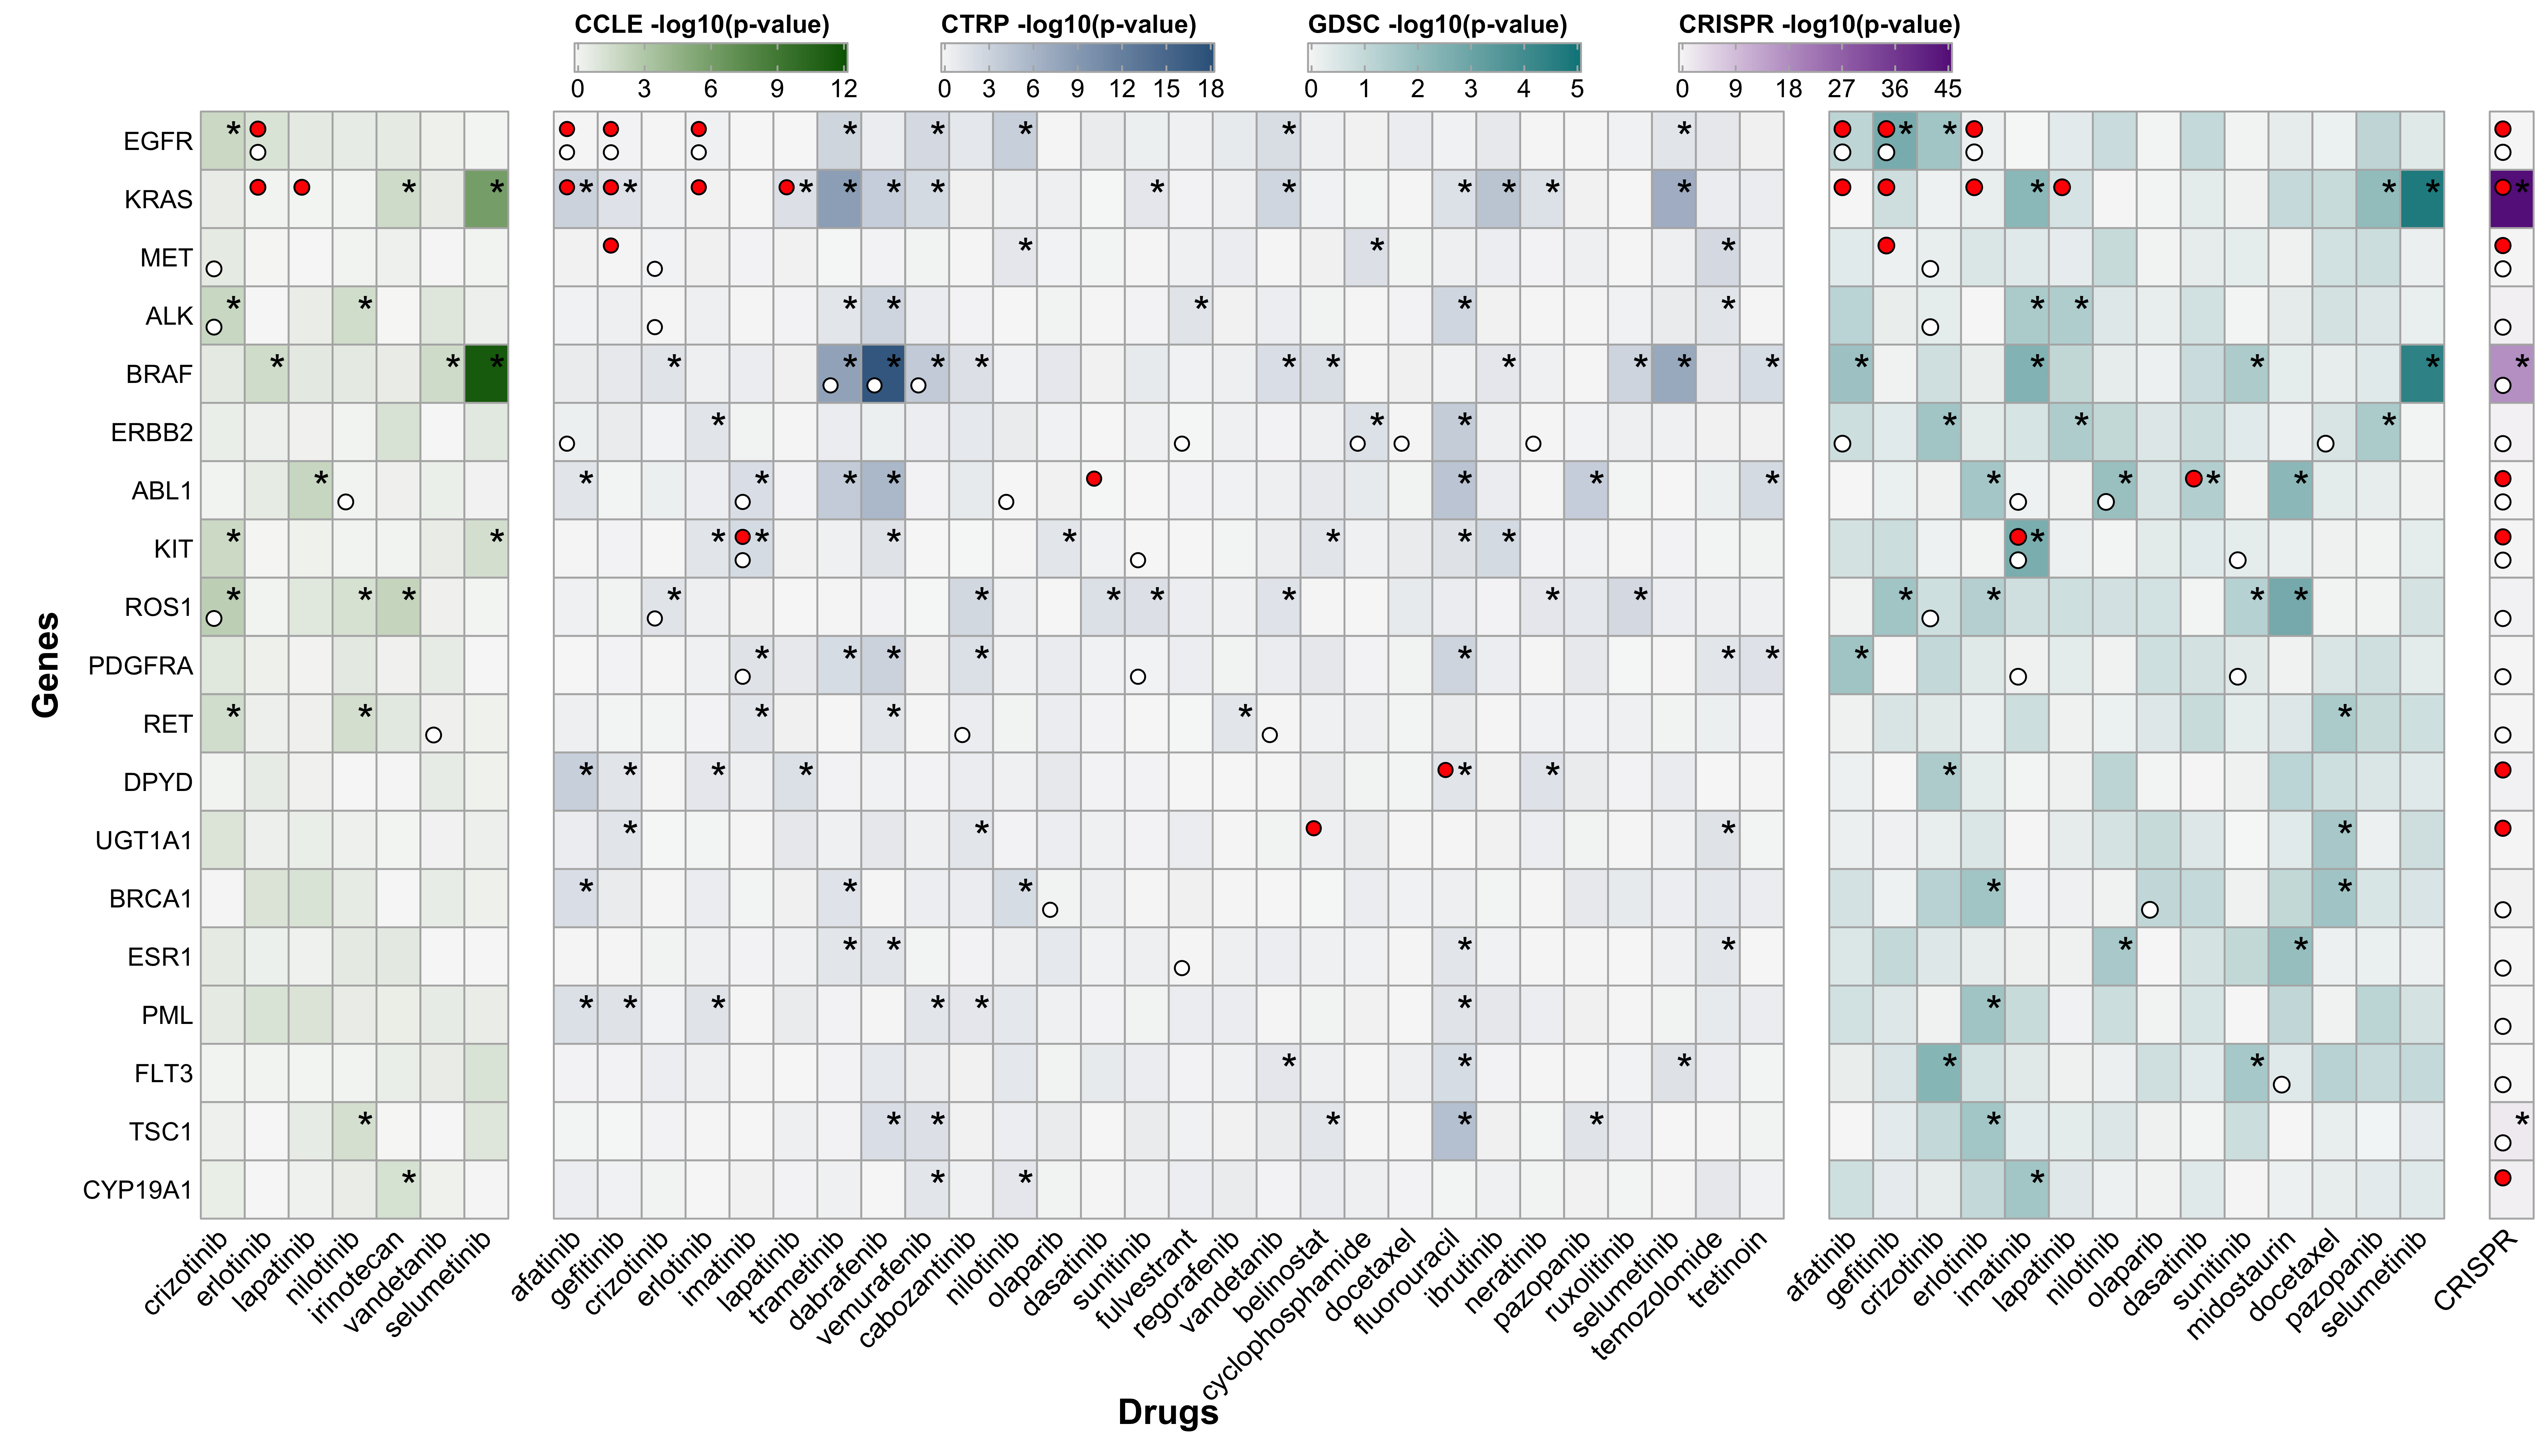 CCLE -log10(p-value)
0 3 6 9 12
CTRP -log10(p-value)
0 3 6 9 12 15 18
GDSC -log10(p-value)
0 1 2 3 4 5
CRISPR -log10(p-value)
0 9 18 27 36 45
Genes
EGFR
KRAS
MET
ALK
BRAF
ERBB2
ABL1
KIT
ROS1
PDGFRA
RET
DPYD
UGT1A1
BRCA1
ESR1
PML
FLT3
TSC1
CYP19A1
crizotinib
erlotinib
lapatinib
nilotinib
irinotecan
vandetanib
selumetinib
afatinib
gefitinib
crizotinib
erlotinib
imatinib
lapatinib
trametinib
dabrafenib
vemurafenib
cabozantinib
nilotinib
olaparib
dasatinib
sunitinib
fulvestrant
regorafenib
vandetanib
belinostat
cyclophosphamide
docetaxel
fluorouracil
ibrutinib
neratinib
pazopanib
ruxolitinib
selumetinib
temozolomide
tretinoin
afatinib
gefitinib
crizotinib
erlotinib
imatinib
lapatinib
nilotinib
olaparib
dasatinib
sunitinib
midostaurin
docetaxel
pazopanib
selumetinib
CRISPR
Drugs